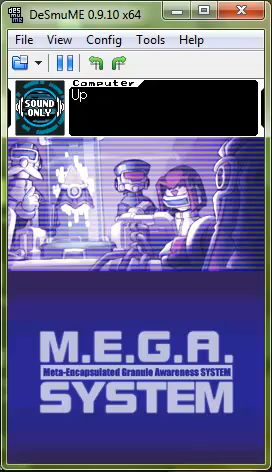 DeSmuME 0.9.10 x64
File View Config Tools Help
Computer
SOUND
ONLY
Up
M.E.G.A.
Meta-Encapsulated Granule Awareness SYSTEM
SYSTEM